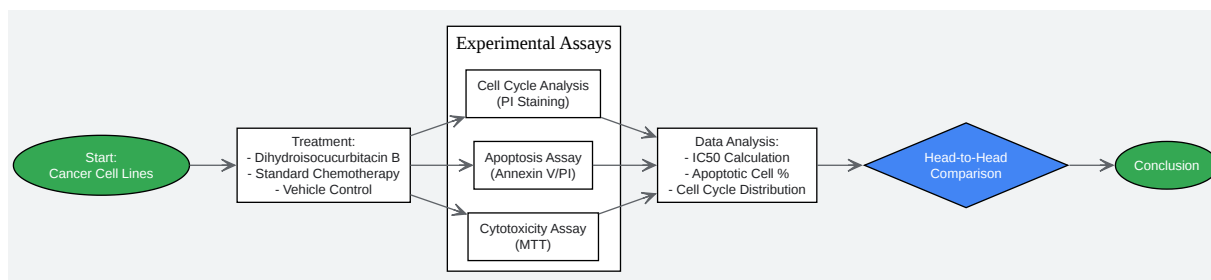 Start:
Cancer Cell Lines
Treatment:
- Dihydroisocucurbitacin B
- Standard Chemotherapy
- Vehicle Control
Experimental Assays
Cell Cycle Analysis
(PI Staining)
Apoptosis Assay
(Annexin V/PI)
Cytotoxicity Assay
(MTT)
Data Analysis:
- IC50 Calculation
- Apoptotic Cell %
- Cell Cycle Distribution
Head-to-Head
Comparison
Conclusion